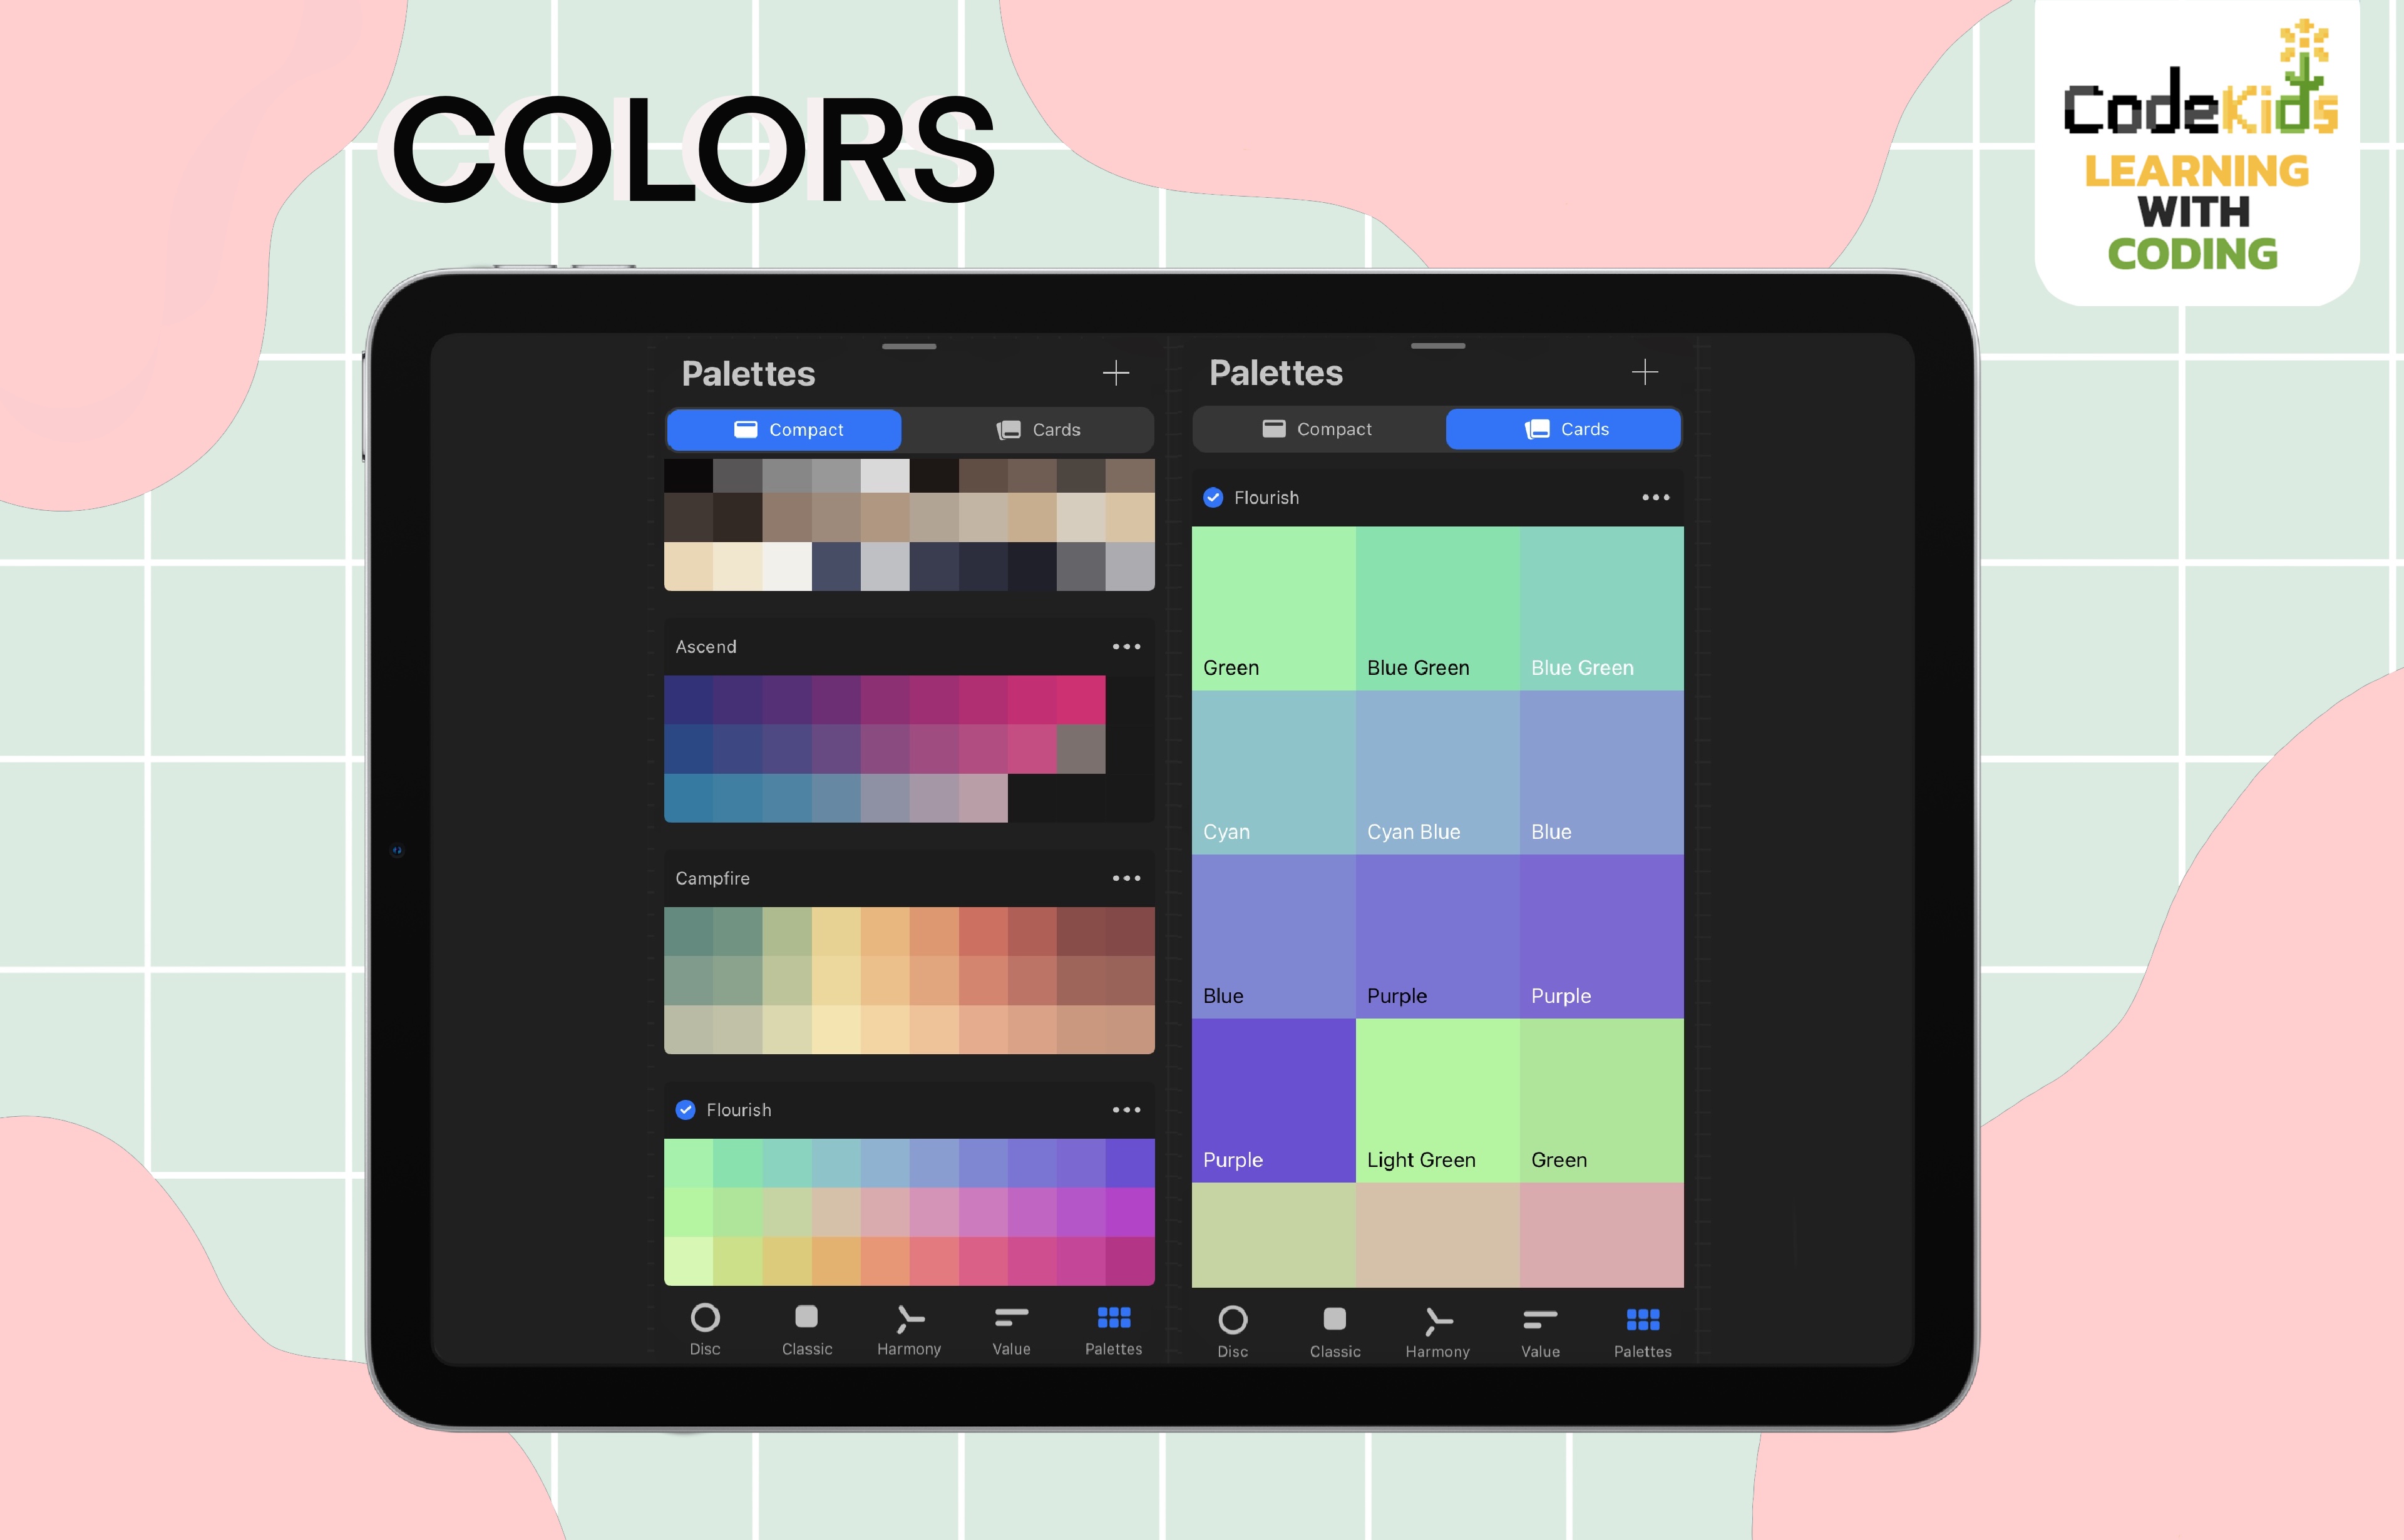 COLORS
CodeKids
LEARNING
WITH
CODING
Palettes
Compact Cards
Ascend
Campfire
Flourish
Disc Classic Harmony Value Palettes
Palettes
Compact Cards
Flourish
Green Blue Green Blue Green
Cyan Cyan Blue Blue
Blue Purple Purple
Purple Light Green Green
Disc Classic Harmony Value Palettes